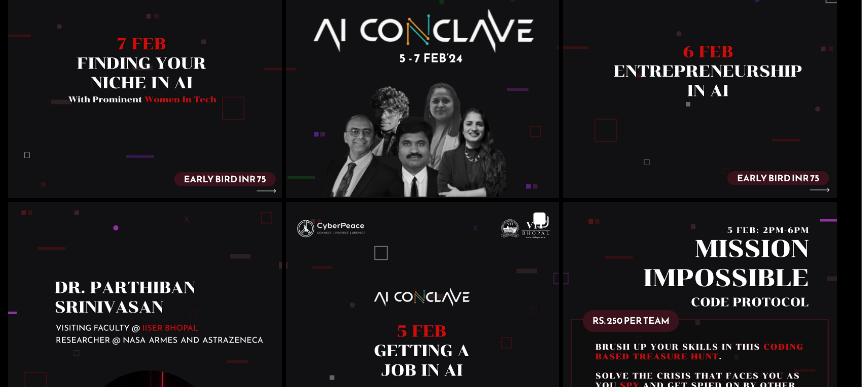 7 FEB
FINDING YOUR
NICHE IN AI
With Prominent Women In Tech
EARLY BIRD INR 75
AI CONCLAVE
5 - 7 FEB'24
6 FEB
ENTREPRENEURSHIP
IN AI
EARLY BIRD INR 75
DR. PARTHIBAN
SRINIVASAN
VISITING FACULTY @ IISER BHOPAL
RESEARCHER @ NASA ARMES AND ASTRAZENECA
CyberPeace
BHOPAL
AI CONCLAVE
5 FEB
GETTING A
JOB IN AI
5 FEB: 2PM-6PM
MISSION
IMPOSSIBLE
CODE PROTOCOL
RS. 250 PER TEAM
BRUSH UP YOUR SKILLS IN THIS CODING
BASED TREASURE HUNT.
SOLVE THE CRISIS THAT FACES YOU AS
YOU SPY AND GET SPIED ON BY OTHER